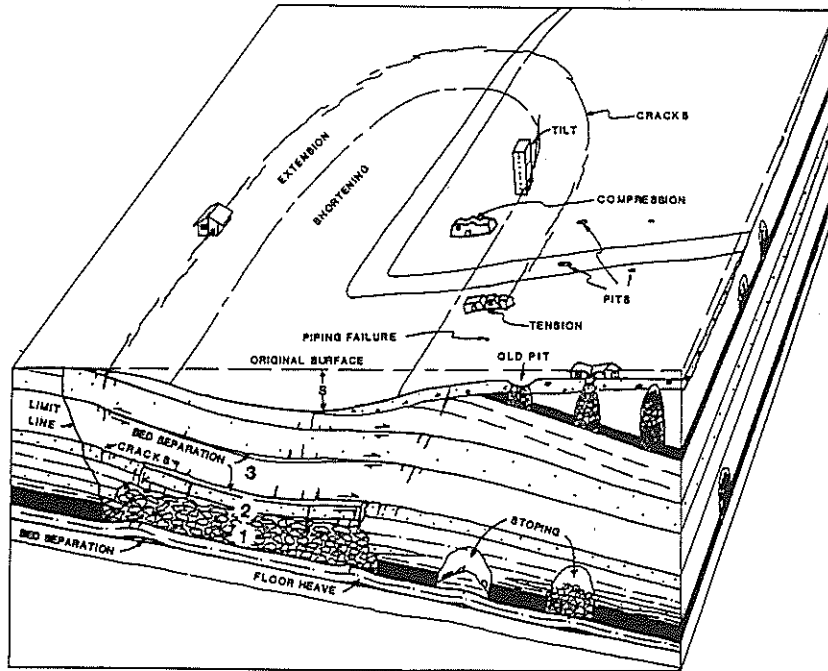 CRACKS
TILT
EXTENSION
SHORTENING
COMPRESSION
PITS
TENSION
PIPING FAILURE
ORIGINAL SURFACE
OLD PIT
S
LIMIT
LINE
BED SEPARATION
3
CRACKS
2
1
STOPING
BED SEPARATION
FLOOR HEAVE